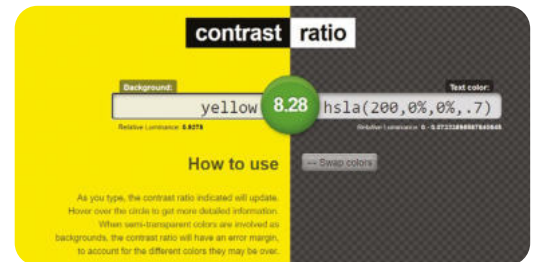 contrast ratio
Background:
Text color:
yellow 8.28 hsla(200,0%,0%,.7)
Relative Luminance: 0.9278
How to use
Swap colors
As you type, the contrast ratio indicated will update.
Hover over the circle to get more detailed information.
When semi-transparent colors are involved as
backgrounds, the contrast ratio will have an error margin,
to account for the different colors they may be over.